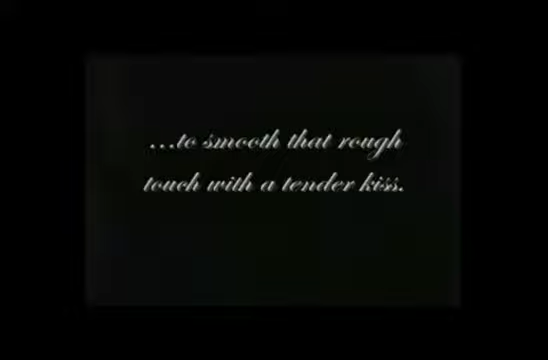 ...to smooth that rough
touch with a tender kiss.